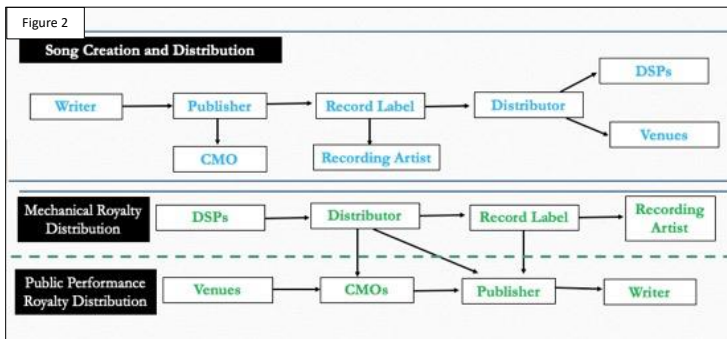 Figure 2
Song Creation and Distribution
DSPs
Writer
Publisher
Record Label
Distributor
CMO
Recording Artist
Venues
Mechanical Royalty
Distribution
DSPs
Distributor
Record Label
Recording
Artist
Public Performance
Royalty Distribution
Venues
CMOs
Publisher
Writer